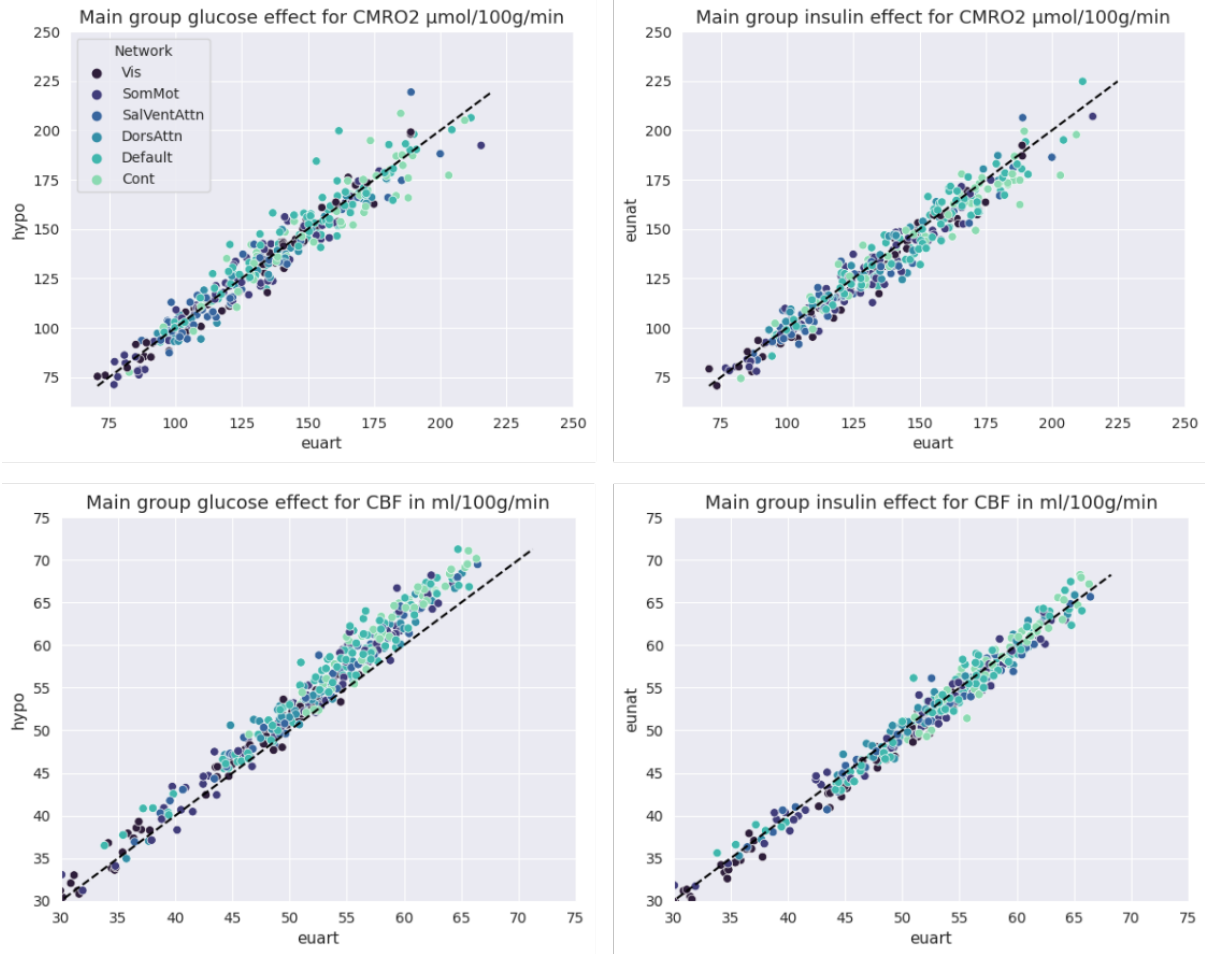 Main group glucose effect for CMRO2 μmol/100g/min
250
225
200
175
150
125
100
75
hypo
Network
Vis
SomMot
SalVentAttn
DorsAttn
Default
Cont
75 100 125 150 175 200 225 250
euart
Main group insulin effect for CMRO2 μmol/100g/min
250
225
200
175
150
125
100
75
eunat
75 100 125 150 175 200 225 250
euart
Main group glucose effect for CBF in ml/100g/min
75
70
65
60
55
50
45
40
35
30
hypo
30 35 40 45 50 55 60 65 70 75
euart
Main group insulin effect for CBF in ml/100g/min
75
70
65
60
55
50
45
40
35
30
eunat
30 35 40 45 50 55 60 65 70 75
euart